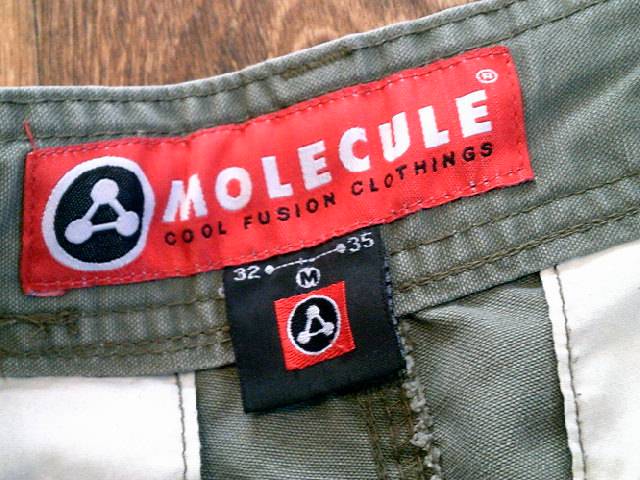 MOLECULE ®
COOL FUSION CLOTHINGS
32 35
M